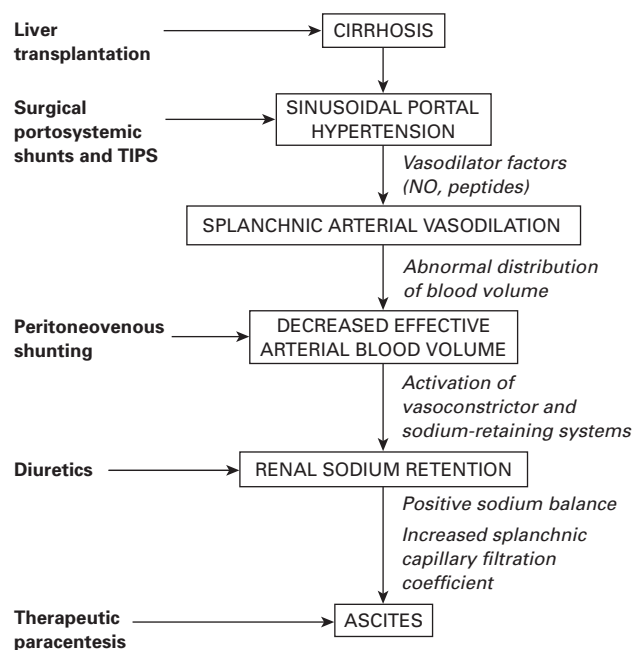 Liver
transplantation
CIRRHOSIS
Surgical
portosystemic
shunts and TIPS
SINUSOIDAL PORTAL
HYPERTENSION
Vasodilator factors
(NO, peptides)
SPLANCHNIC ARTERIAL VASODILATION
Abnormal distribution
of blood volume
Peritoneovenous
shunting
DECREASED EFFECTIVE
ARTERIAL BLOOD VOLUME
Activation of
vasoconstrictor and
sodium-retaining systems
Diuretics
RENAL SODIUM RETENTION
Positive sodium balance
Increased splanchnic
capillary filtration
coefficient
Therapeutic
paracentesis
ASCITES